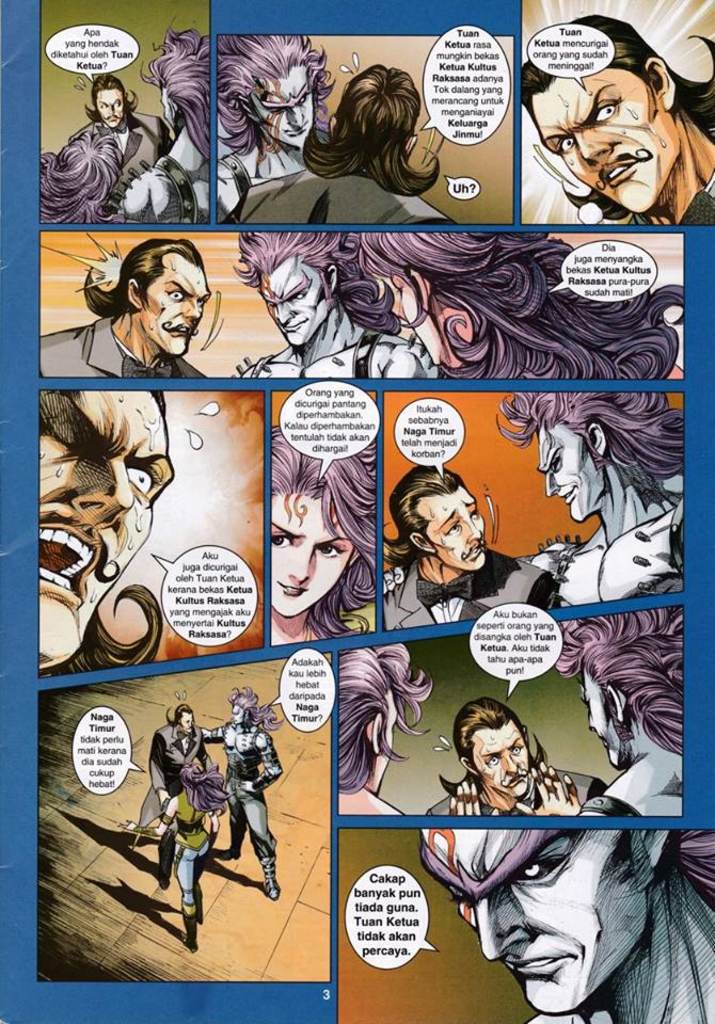 Apa
yang hendak
diketahui oleh Tuan
Ketua?
Tuan
Ketua rasa
mungkin bekas
Ketua Kultus
Raksasa adanya
Tok dalang yang
merancang untuk
menganiayai
Keluarga
Jinmu!
Uh?
Tuan
Ketua mencurigai
orang yang sudah
meninggal!
Dia
juga menyangka
bekas Ketua Kultus
Raksasa pura-pura
sudah mati!
Aku
juga dicurigai
oleh Tuan Ketua
kerana bekas Ketua
Kultus Raksasa
yang mengajak aku
menyertai Kultus
Raksasa?
Orang yang
dicurigai pantang
diperhambakan.
Kalau diperhambakan
tentulah tidak akan
dihargai!
Itukah
sebabnya
Naga Timur
telah menjadi
korban?
Naga
Timur
tidak perlu
mati kerana
dia sudah
cukup
hebat!
Adakah
kau lebih
hebat
daripada
Naga
Timur?
Aku bukan
seperti orang yang
disangka oleh Tuan
Ketua. Aku tidak
tahu apa-apa
pun!
Cakap
banyak pun
tiada guna.
Tuan Ketua
tidak akan
percaya.
3